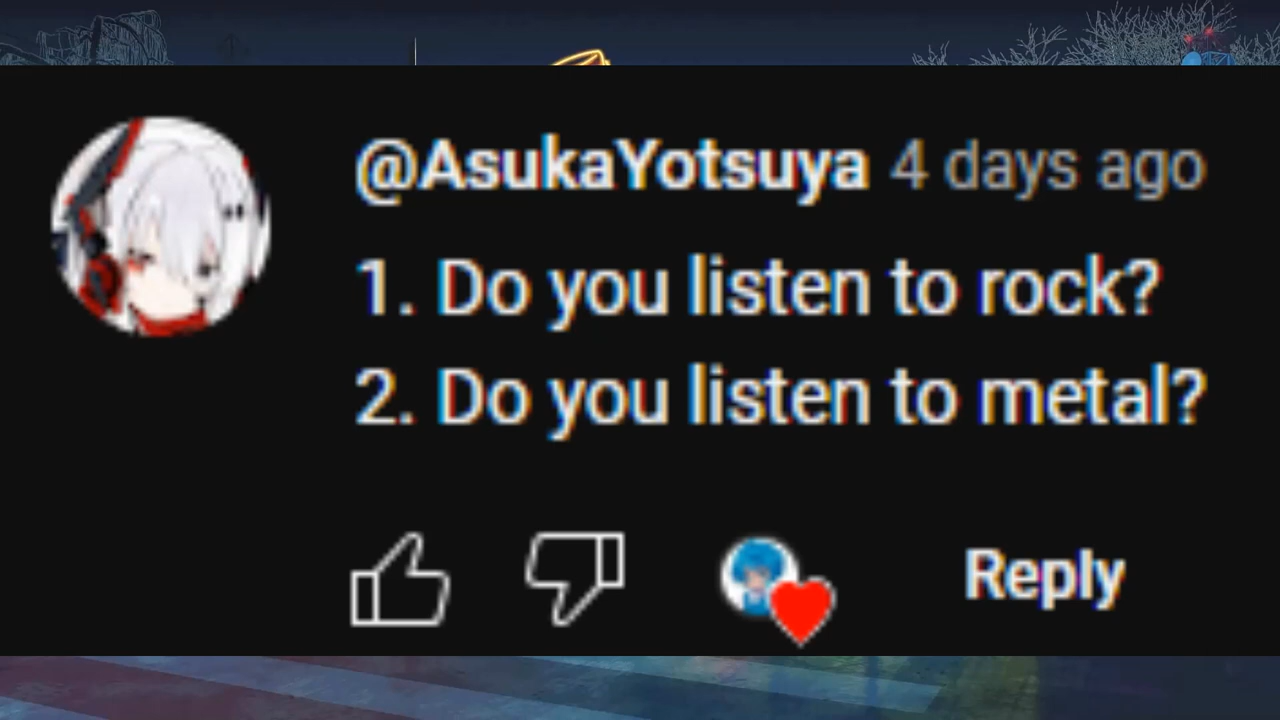 @AsukaYotsuya 4 days ago
1. Do you listen to rock?
2. Do you listen to metal?
Reply